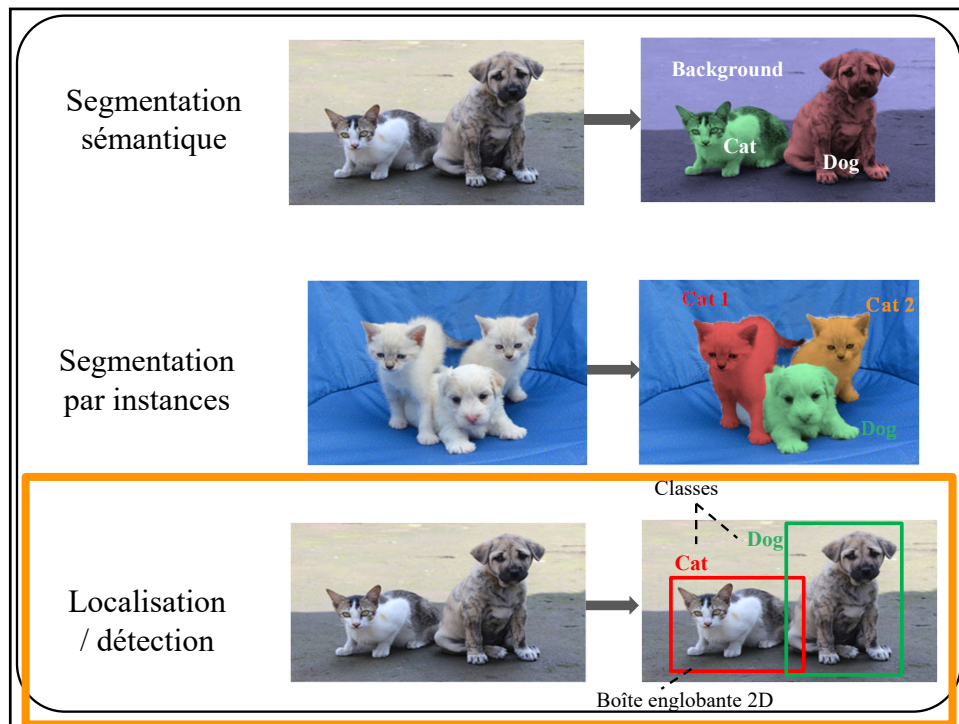 Segmentation
sémantique
Background
Cat
Dog
Segmentation
par instances
Cat 1
Cat 2
Dog
Localisation
/ détection
Classes
Dog
Cat
Boîte englobante 2D